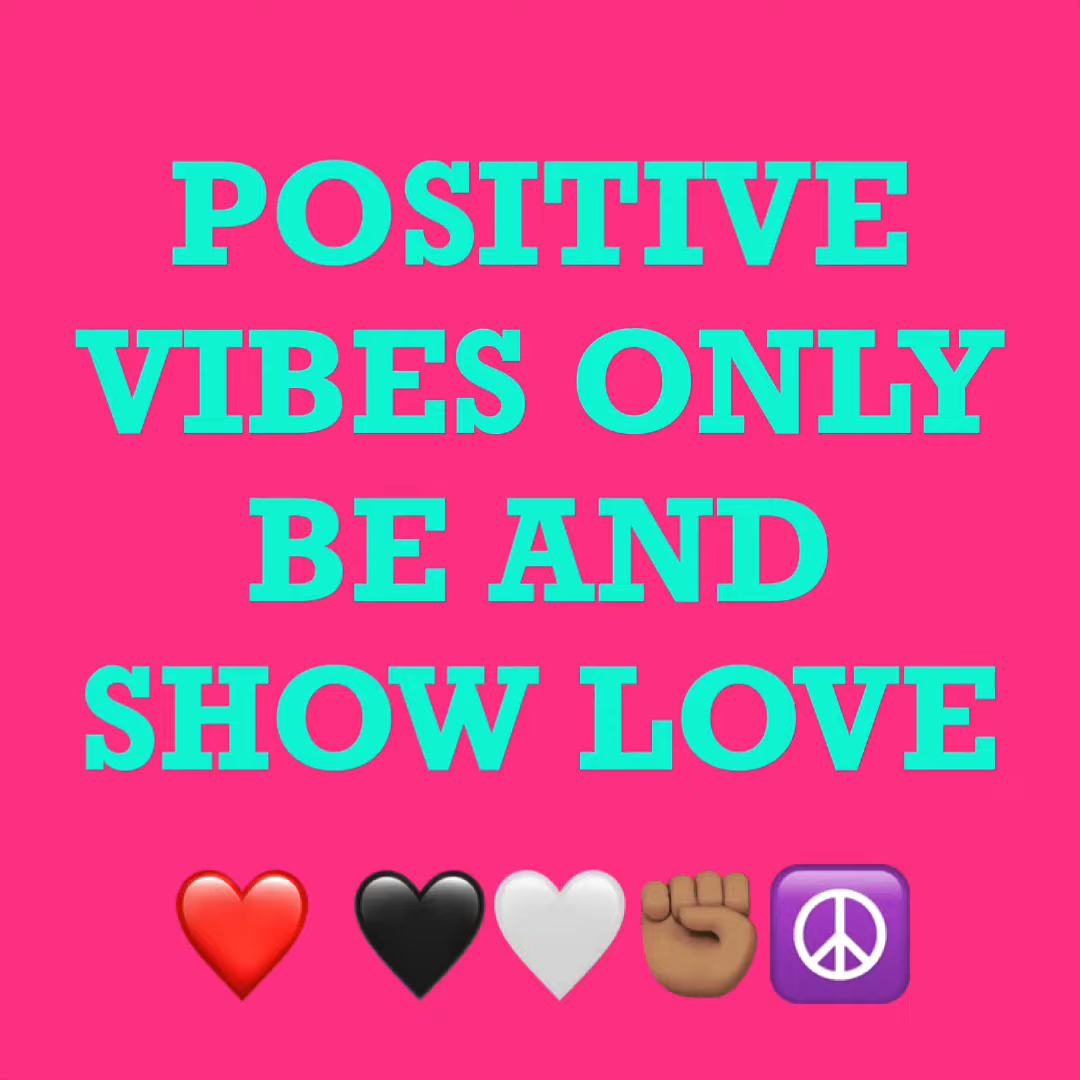 POSITIVE
VIBES ONLY
BE AND
SHOW LOVE
❤️ 🖤🤍✊🏽☮️